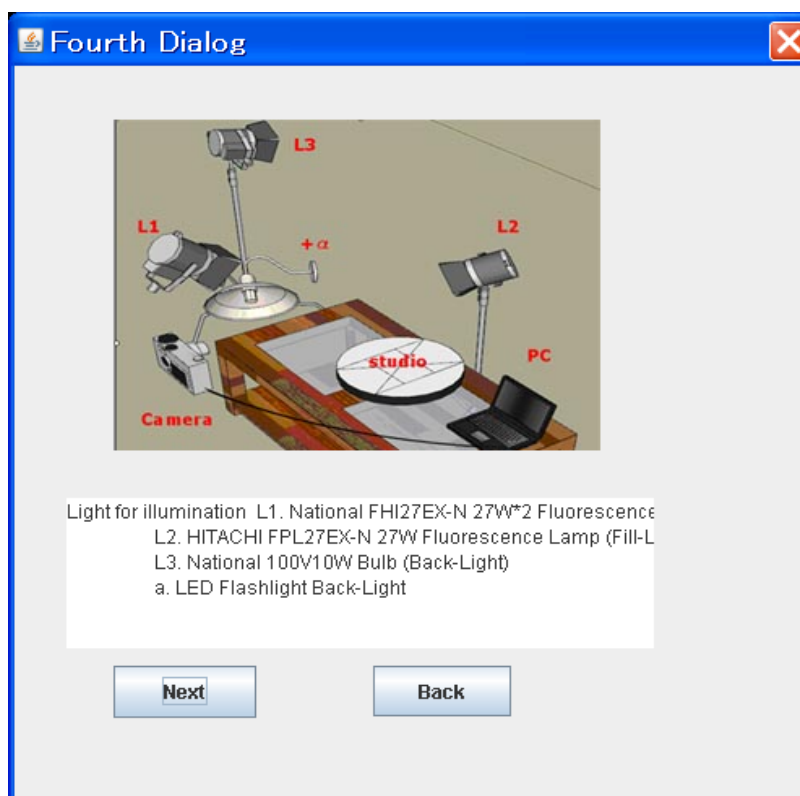 Fourth Dialog
L3
L1
L2
+α
studio
PC
Camera
Light for illumination L1. National FHI27EX-N 27W*2 Fluorescence
L2. HITACHI FPL27EX-N 27W Fluorescence Lamp (Fill-L
L3. National 100V10W Bulb (Back-Light)
a. LED Flashlight Back-Light
Next
Back